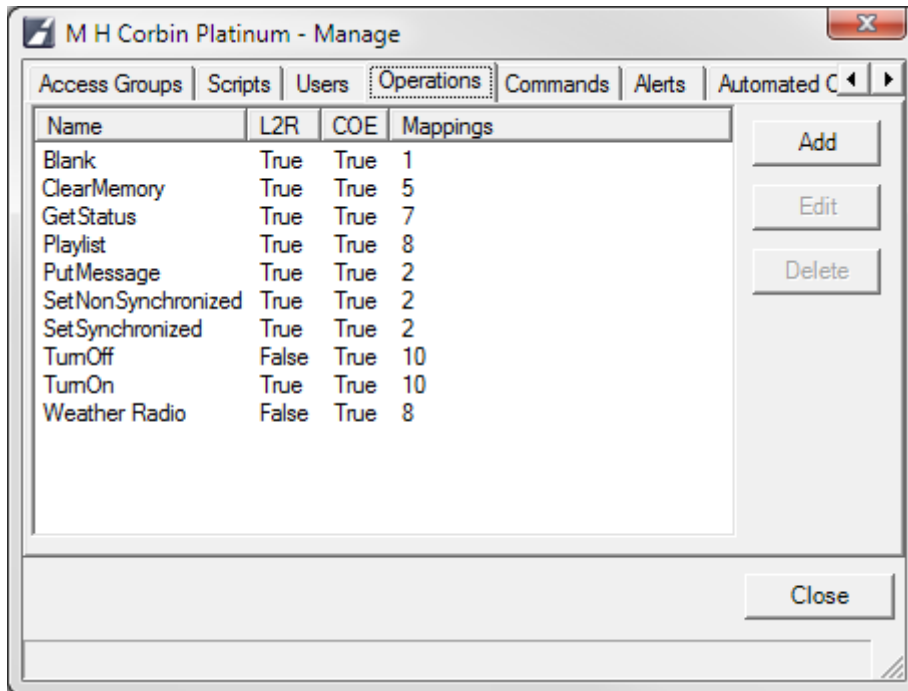 M H Corbin Platinum - Manage
Access Groups Scripts Users Operations Commands Alerts Automated C
Name L2R COE Mappings
Blank True True 1
ClearMemory True True 5
GetStatus True True 7
Playlist True True 8
PutMessage True True 2
SetNonSynchronized True True 2
SetSynchronized True True 2
TurnOff False True 10
TurnOn True True 10
Weather Radio False True 8
Add
Edit
Delete
Close